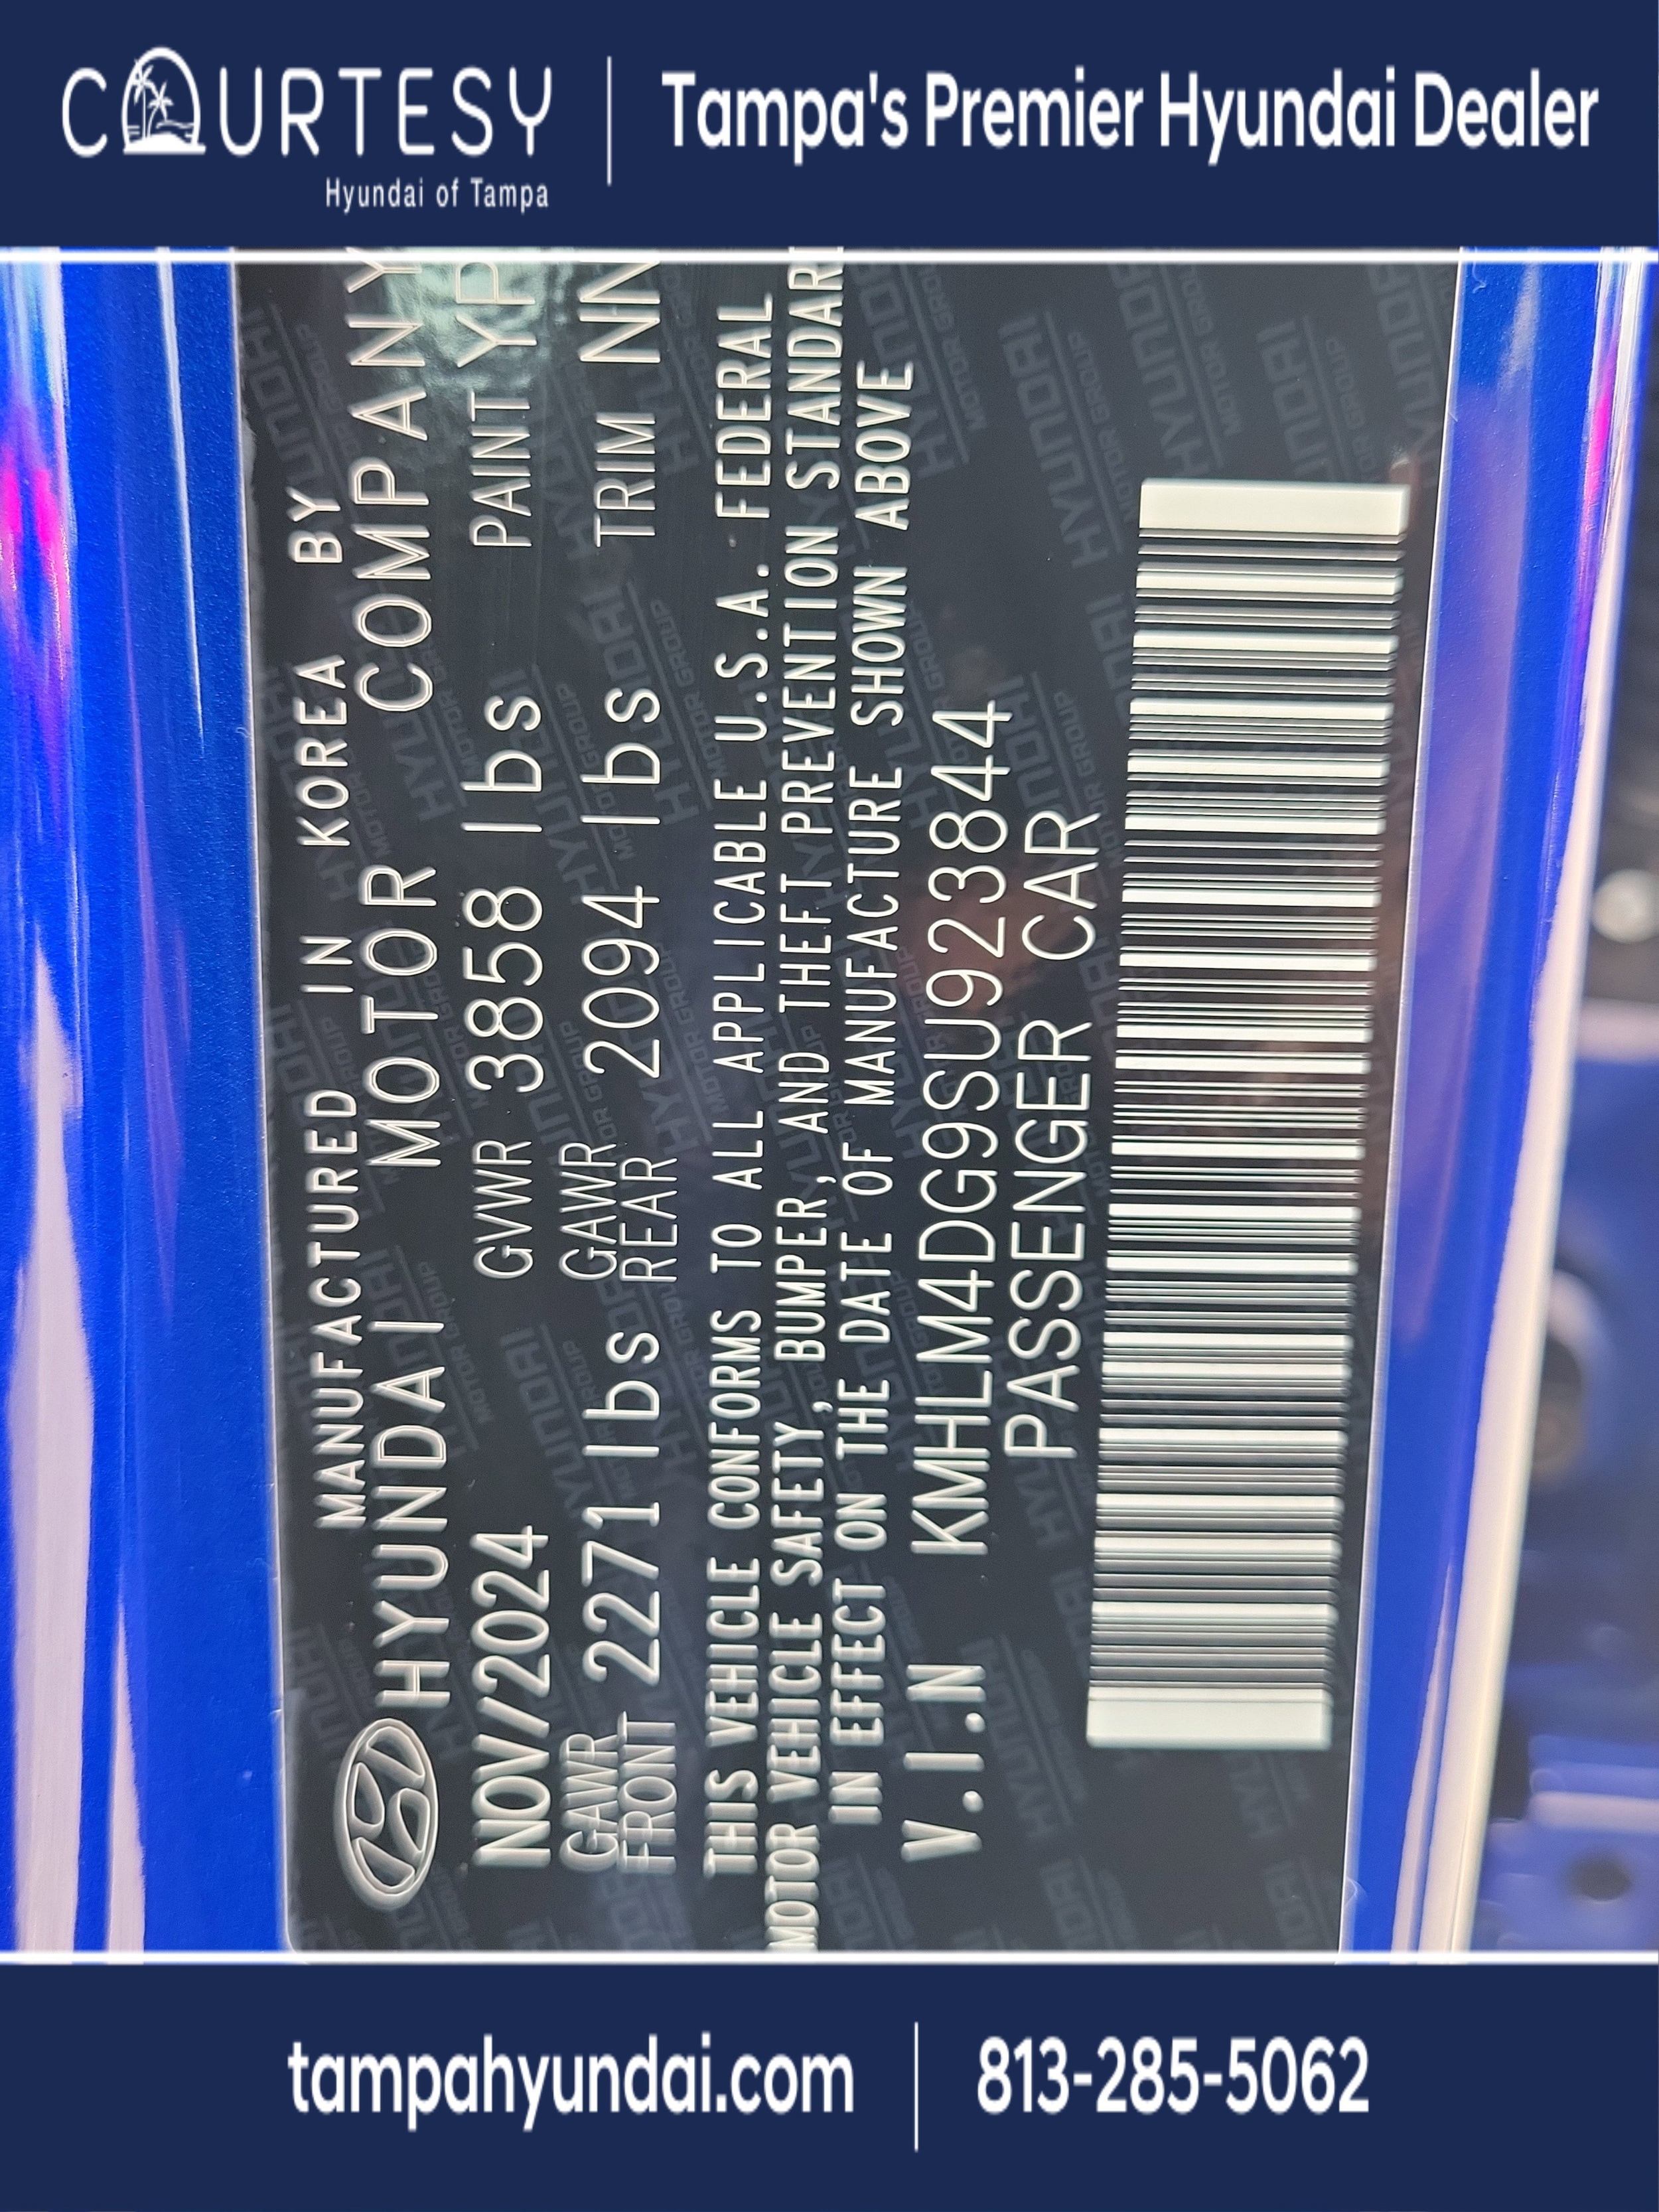 COURTESY
Hyundai of Tampa
Tampa's Premier Hyundai Dealer
MANUFACTURED IN KOREA BY
HYUNDAI MOTOR COMPANY
NOV/2024 GVWR 3858 lbs PAINT YP
GAWR FRONT 2271 lbs GAWR REAR 2094 lbs TRIM NN
THIS VEHICLE CONFORMS TO ALL APPLICABLE U.S.A. FEDERAL
MOTOR VEHICLE SAFETY, BUMPER, AND THEFT PREVENTION STANDAR
IN EFFECT ON THE DATE OF MANUFACTURE SHOWN ABOVE
V.I.N KMHLM4DG9SU923844
PASSENGER CAR
tampahyundai.com
813-285-5062